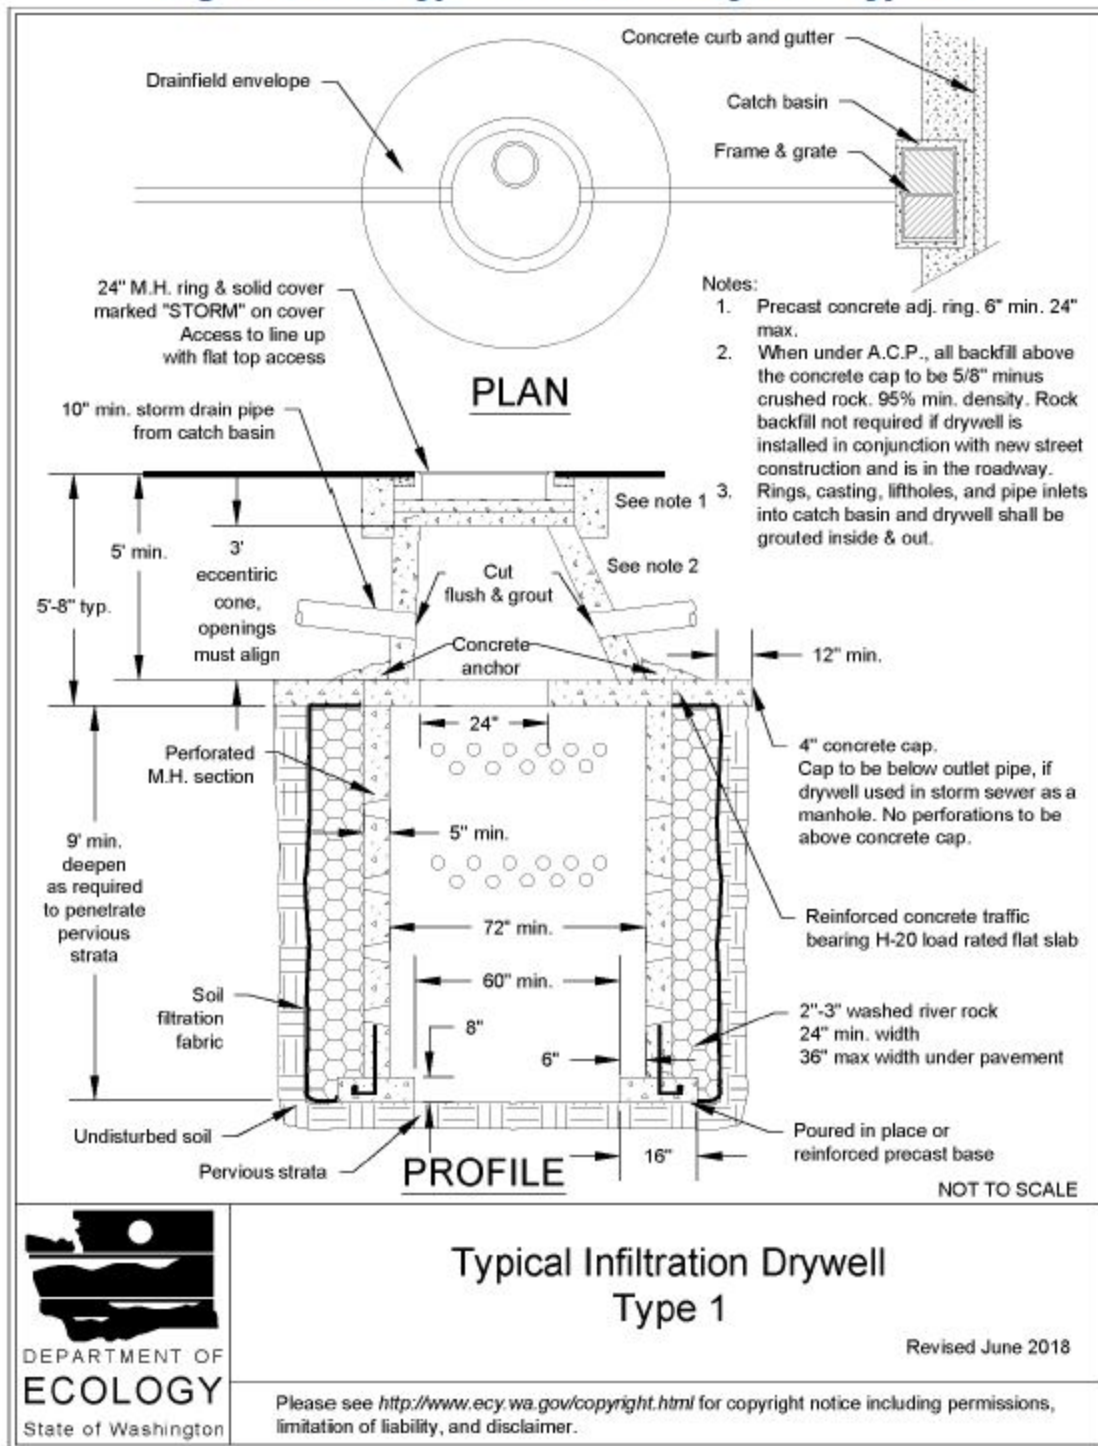 Concrete curb and gutter
Drainfield envelope
Catch basin
Frame & grate
24" M.H. ring & solid cover
marked "STORM" on cover
Access to line up
with flat top access
PLAN
Notes:
1. Precast concrete adj. ring. 6" min. 24"
max.
2. When under A.C.P., all backfill above
the concrete cap to be 5/8" minus
crushed rock. 95% min. density. Rock
backfill not required if drywell is
installed in conjunction with new street
construction and is in the roadway.
3. Rings, casting, liftholes, and pipe inlets
into catch basin and drywell shall be
grouted inside & out.
10" min. storm drain pipe
from catch basin
See note 1
See note 2
5' min.
5'-8" typ.
3'
eccentiric
cone,
openings
must align
Cut
flush & grout
Concrete
anchor
12" min.
24"
Perforated
M.H. section
4" concrete cap.
Cap to be below outlet pipe, if
drywell used in storm sewer as a
manhole. No perforations to be
above concrete cap.
5" min.
9' min.
deepen
as required
to penetrate
pervious
strata
72" min.
Reinforced concrete traffic
bearing H-20 load rated flat slab
60" min.
Soil
filtration
fabric
8"
6"
2"-3" washed river rock
24" min. width
36" max width under pavement
Undisturbed soil
Pervious strata
16"
Poured in place or
reinforced precast base
PROFILE
NOT TO SCALE
Typical Infiltration Drywell
Type 1
Revised June 2018
DEPARTMENT OF
ECOLOGY
State of Washington
Please see http://www.ecy.wa.gov/copyright.html for copyright notice including permissions,
limitatiion of liability, and disclaimer.